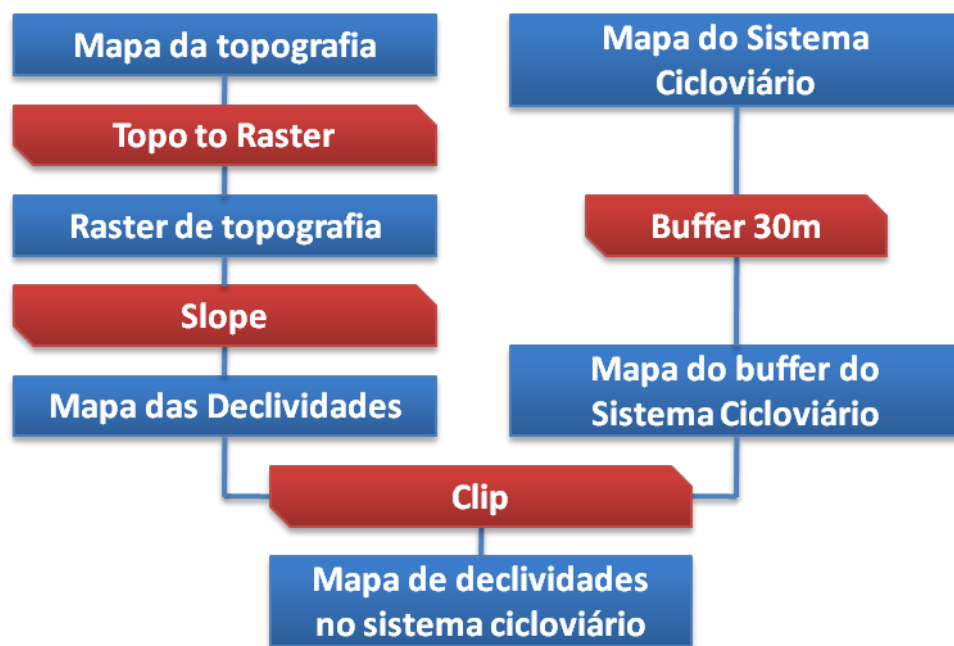 Mapa da topografia
Topo to Raster
Raster de topografia
Slope
Mapa das Declividades
Mapa do Sistema
Cicloviário
Buffer 30m
Mapa do buffer do
Sistema Cicloviário
Clip
Mapa de declividades
no sistema cicloviário